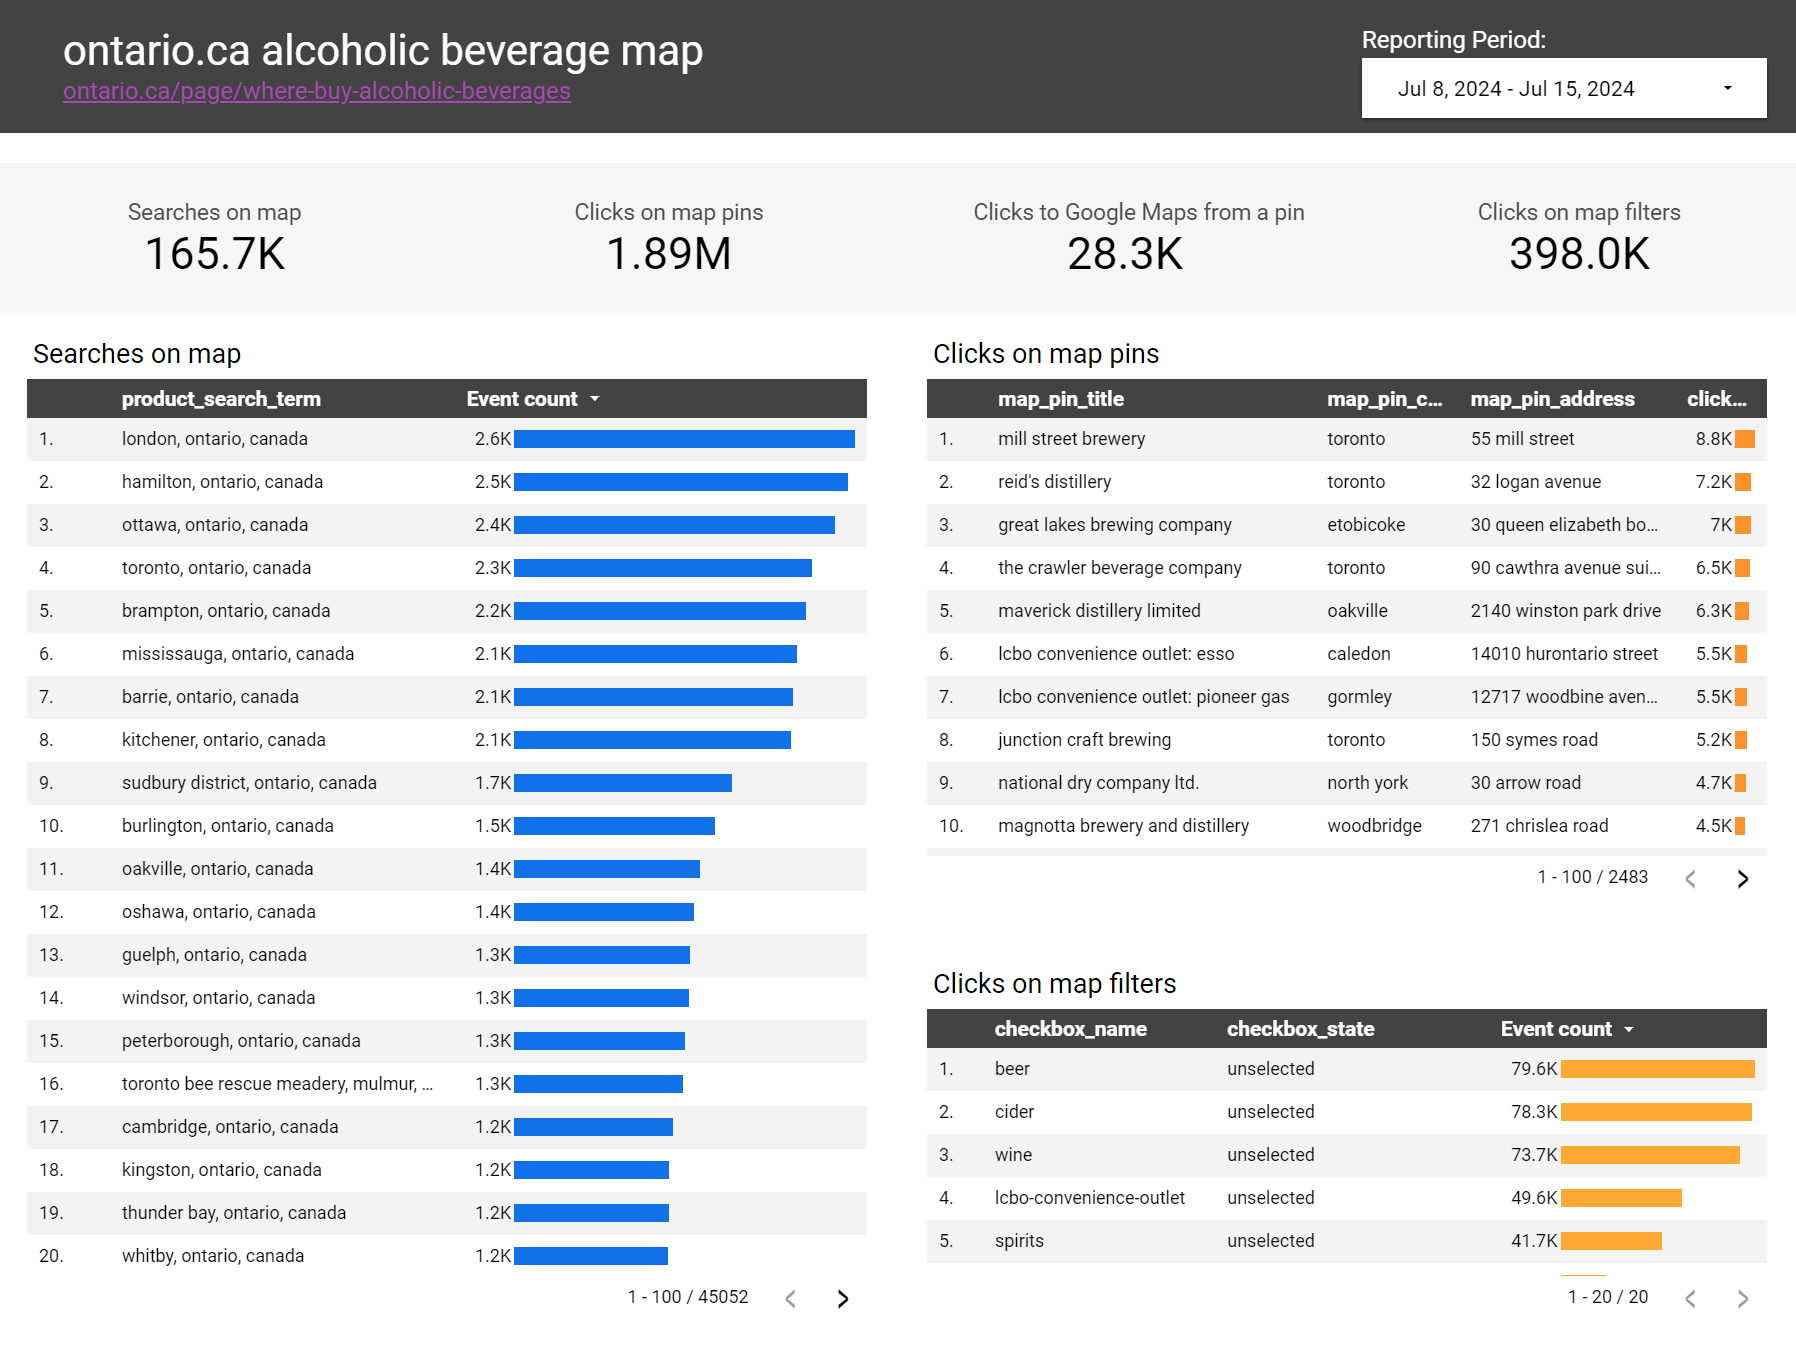 ontario.ca alcoholic beverage map
ontario.ca/page/where-buy-alcoholic-beverages
Reporting Period:
Jul 8, 2024 - Jul 15, 2024
Searches on map
165.7K
Clicks on map pins
1.89M
Clicks to Google Maps from a pin
28.3K
Clicks on map filters
398.0K
Searches on map
product_search_term Event count
1. london, ontario, canada 2.6K
2. hamilton, ontario, canada 2.5K
3. ottawa, ontario, canada 2.4K
4. toronto, ontario, canada 2.3K
5. brampton, ontario, canada 2.2K
6. mississauga, ontario, canada 2.1K
7. barrie, ontario, canada 2.1K
8. kitchener, ontario, canada 2.1K
9. sudbury district, ontario, canada 1.7K
10. burlington, ontario, canada 1.5K
11. oakville, ontario, canada 1.4K
12. oshawa, ontario, canada 1.4K
13. guelph, ontario, canada 1.3K
14. windsor, ontario, canada 1.3K
15. peterborough, ontario, canada 1.3K
16. toronto bee rescue meadery, mulmur, ... 1.3K
17. cambridge, ontario, canada 1.2K
18. kingston, ontario, canada 1.2K
19. thunder bay, ontario, canada 1.2K
20. whitby, ontario, canada 1.2K
1 - 100 / 45052
Clicks on map pins
map_pin_title map_pin_c... map_pin_address click...
1. mill street brewery toronto 55 mill street 8.8K
2. reid's distillery toronto 32 logan avenue 7.2K
3. great lakes brewing company etobicoke 30 queen elizabeth bo... 7K
4. the crawler beverage company toronto 90 cawthra avenue sui... 6.5K
5. maverick distillery limited oakville 2140 winston park drive 6.3K
6. lcbo convenience outlet: esso caledon 14010 hurontario street 5.5K
7. lcbo convenience outlet: pioneer gas gormley 12717 woodbine aven... 5.5K
8. junction craft brewing toronto 150 symes road 5.2K
9. national dry company ltd. north york 30 arrow road 4.7K
10. magnotta brewery and distillery woodbridge 271 chrislea road 4.5K
1 - 100 / 2483
Clicks on map filters
checkbox_name checkbox_state Event count
1. beer unselected 79.6K
2. cider unselected 78.3K
3. wine unselected 73.7K
4. lcbo-convenience-outlet unselected 49.6K
5. spirits unselected 41.7K
1 - 20 / 20